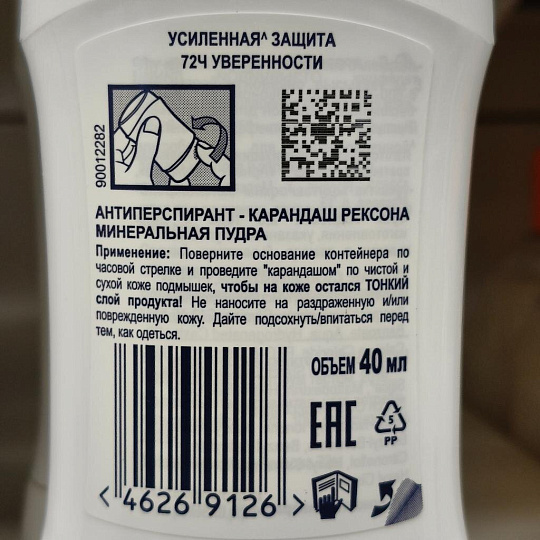 УСИЛЕННАЯ^ ЗАЩИТА
72Ч УВЕРЕННОСТИ
90012282
АНТИПЕРСПИРАНТ - КАРАНДАШ РЕКСОНА
МИНЕРАЛЬНАЯ ПУДРА
Применение: Поверните основание контейнера по
часовой стрелке и проведите "карандашом" по чистой и
сухой коже подмышек, чтобы на коже остался ТОНКИЙ
слой продукта! Не наносите на раздраженную и/или
поврежденную кожу. Дайте подсохнуть/впитаться перед
тем, как одеться.
ОБЪЕМ 40 мл
EAC
5
PP
< 4626 9126 >